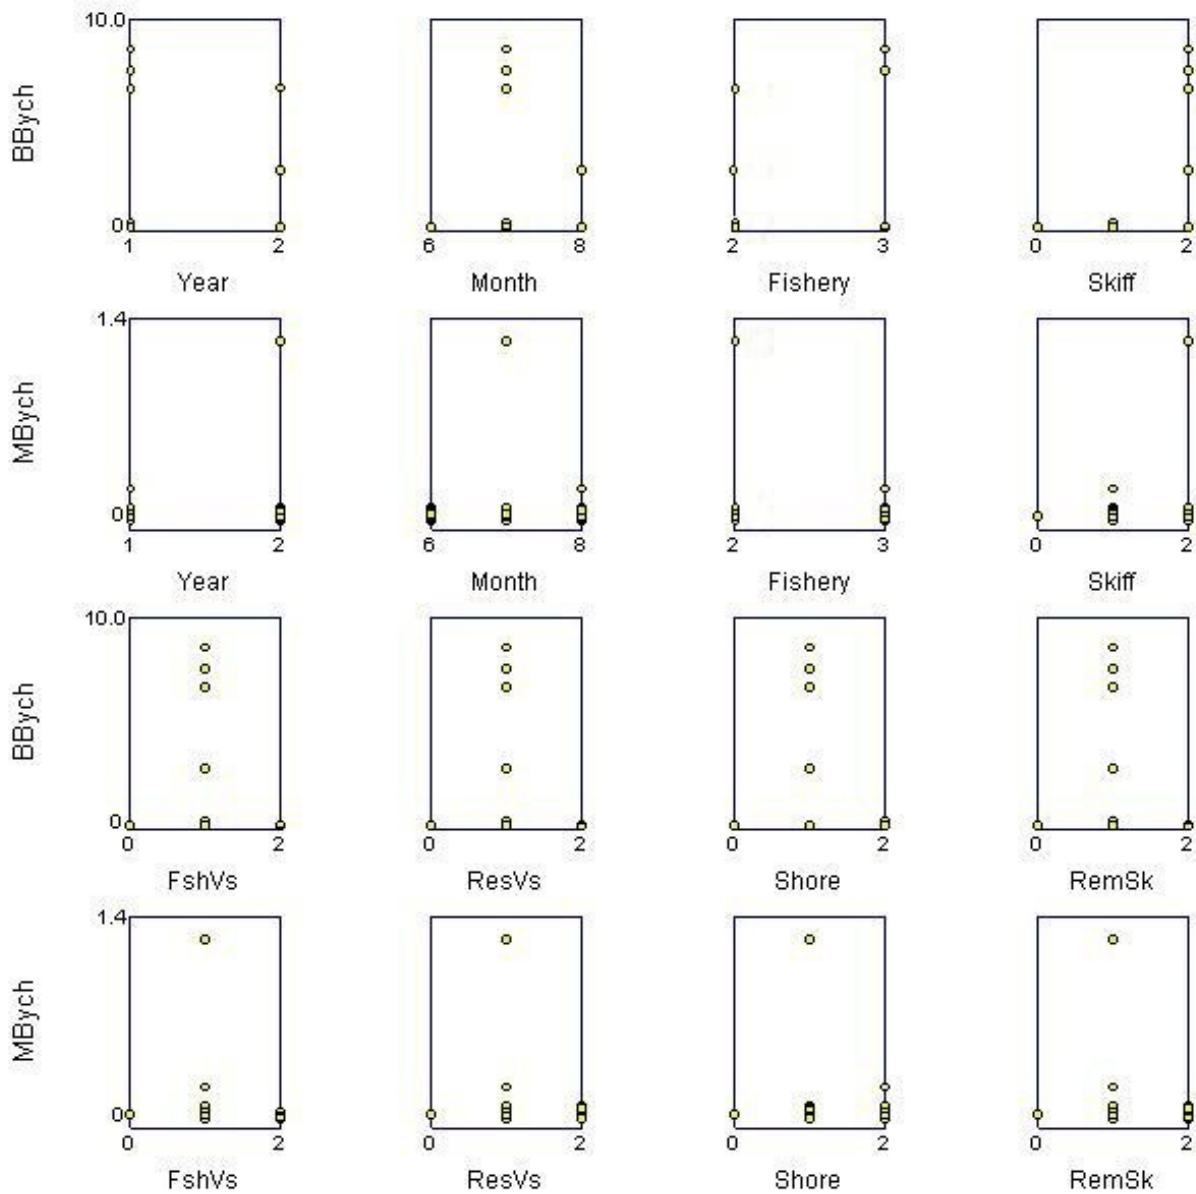 BBych
10.0
0
1 2 6 8 2 3 0 2
Year Month Fishery Skiff
MBych
1.4
0
1 2 6 8 2 3 0 2
Year Month Fishery Skiff
BBych
10.0
0
0 2 0 2 0 2 0 2
FshVs ResVs Shore RemSk
MBych
1.4
0
0 2 0 2 0 2 0 2
FshVs ResVs Shore RemSk